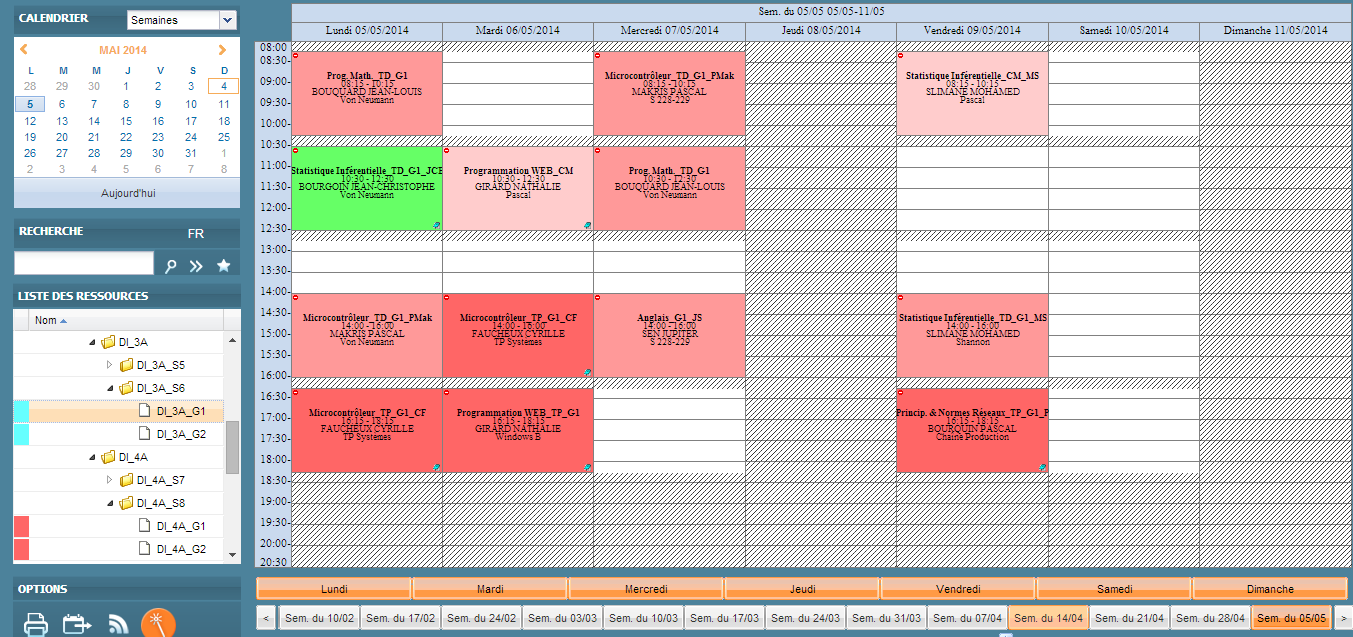 CALENDRIER
Semaines
MAI 2014
L M M J V S D
28 29 30 1 2 3 4
5 6 7 8 9 10 11
12 13 14 15 16 17 18
19 20 21 22 23 24 25
26 27 28 29 30 31 1
2 3 4 5 6 7 8
Aujourd'hui
RECHERCHE FR
LISTE DES RESSOURCES
Nom
DI_3A
DI_3A_S5
DI_3A_S6
DI_3A_G1
DI_3A_G2
DI_4A
DI_4A_S7
DI_4A_S8
DI_4A_G1
DI_4A_G2
OPTIONS
Sem. du 05/05 05/05-11/05
Lundi 05/05/2014 Mardi 06/05/2014 Mercredi 07/05/2014 Jeudi 08/05/2014 Vendredi 09/05/2014 Samedi 10/05/2014 Dimanche 11/05/2014
08:00
08:30
09:00
09:30
10:00
10:30
11:00
11:30
12:00
12:30
13:00
13:30
14:00
14:30
15:00
15:30
16:00
16:30
17:00
17:30
18:00
18:30
19:00
19:30
20:00
20:30
Prog. Math._TD_G1
08:15 - 10:15
BOUQUARD JEAN-LOUIS
Von Neumann
Microcontrôleur_TD_G1_PMak
08:15 - 10:15
MAKRIS PASCAL
S 228-229
Statistique Inférentielle_CM_MS
08:15 - 10:15
SLIMANE MOHAMED
Pascal
Statistique Inférentielle_TD_G1_JCB
10:30 - 12:30
BOURGOIN JEAN-CHRISTOPHE
Von Neumann
Programmation WEB_CM
10:30 - 12:30
GIRARD NATHALIE
Pascal
Prog. Math._TD_G1
10:30 - 12:30
BOUQUARD JEAN-LOUIS
Von Neumann
Microcontrôleur_TD_G1_PMak
14:00 - 16:00
MAKRIS PASCAL
Von Neumann
Microcontrôleur_TP_G1_CF
14:00 - 16:00
FAUCHEUX CYRILLE
TP Systemes
Anglais_G1_JS
14:00 - 16:00
SEN JUPITER
S 228-229
Statistique Inférentielle_TD_G1_MS
14:00 - 16:00
SLIMANE MOHAMED
Shannon
Microcontrôleur_TP_G1_CF
16:15 - 18:15
FAUCHEUX CYRILLE
TP Systemes
Programmation WEB_TP_G1
16:15 - 18:15
GIRARD NATHALIE
Windows B
Princip. & Normes Réseaux_TP_G1_P
16:15 - 18:15
BOURQUIN PASCAL
Chaine Production
Lundi Mardi Mercredi Jeudi Vendredi Samedi Dimanche
< Sem. du 10/02 Sem. du 17/02 Sem. du 24/02 Sem. du 03/03 Sem. du 10/03 Sem. du 17/03 Sem. du 24/03 Sem. du 31/03 Sem. du 07/04 Sem. du 14/04 Sem. du 21/04 Sem. du 28/04 Sem. du 05/05 >